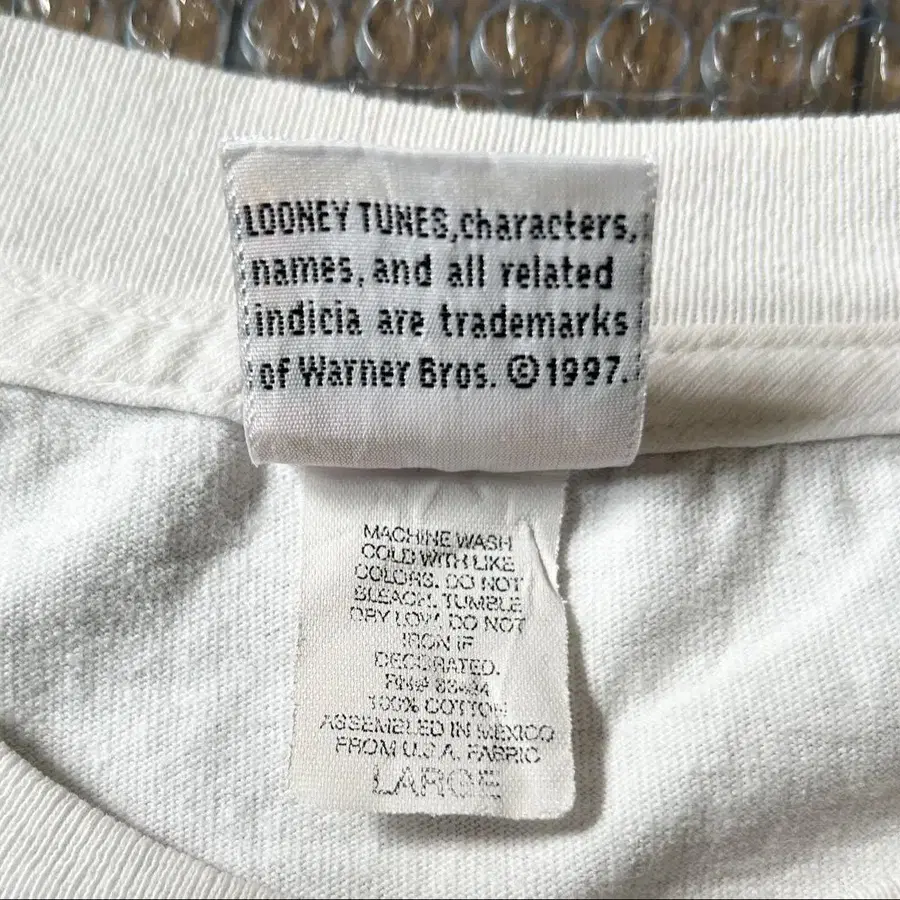 LOONEY TUNES, characters,
names, and all related
indicia are trademarks
of Warner Bros. ©1997.
MACHINE WASH
COLD WITH LIKE
COLORS. DO NOT
BLEACH. TUMBLE
DRY LOW. DO NOT
IRON IF
DECORATED.
RN#
100% COTTON
ASSEMBLED IN MEXICO
FROM U.S.A. FABRIC
LARGE